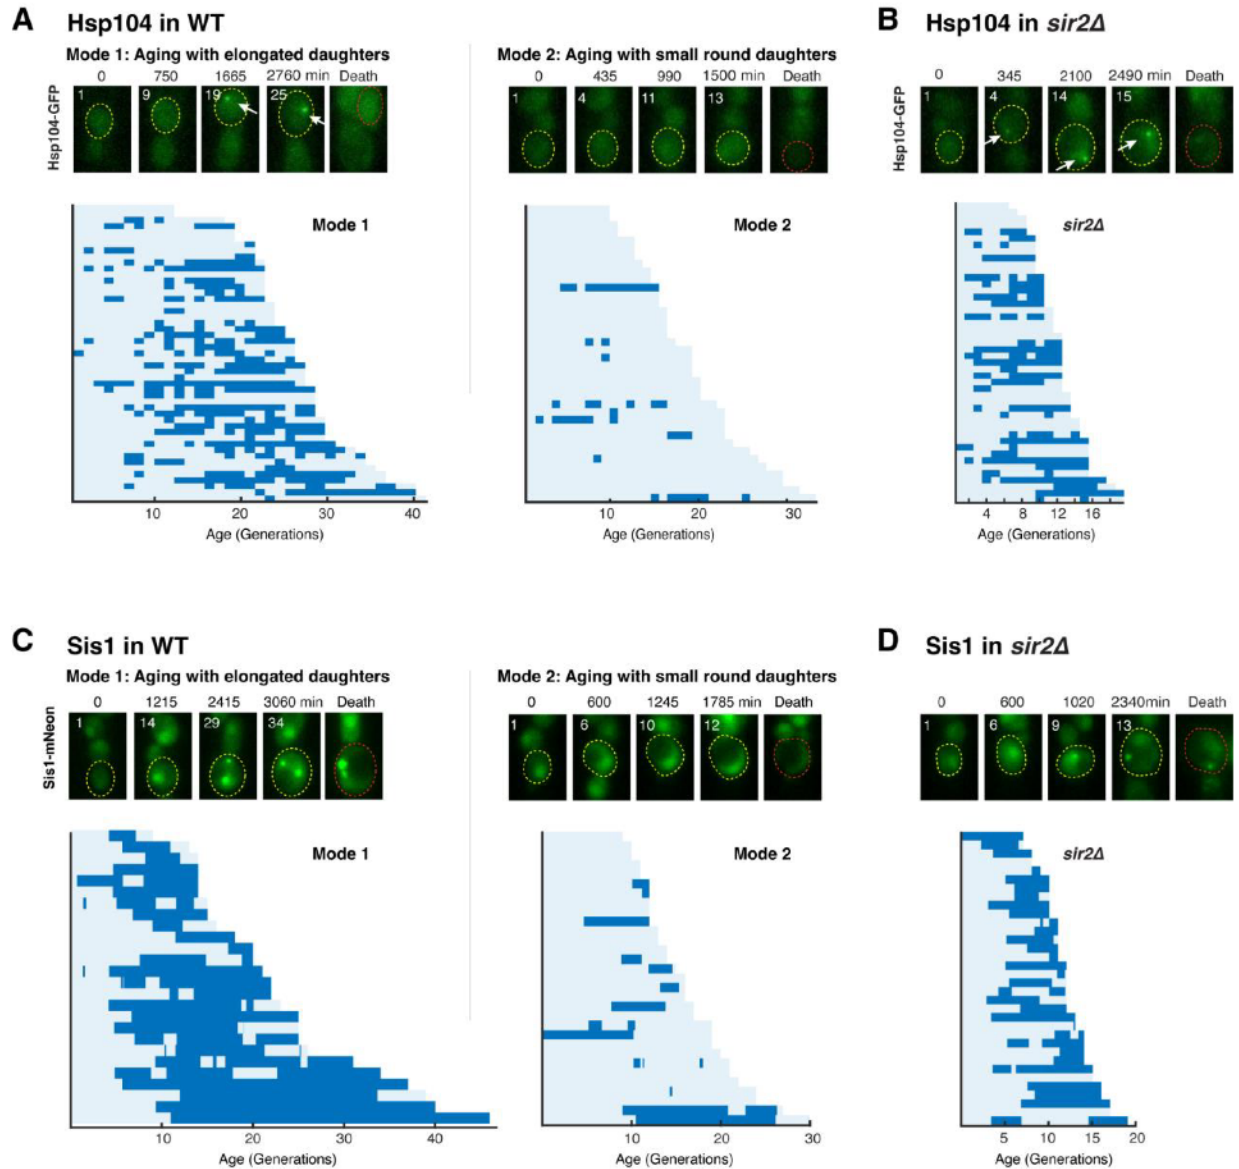 A Hsp104 in WT
Mode 1: Aging with elongated daughters
0 750 1665 2760 min Death
Hsp104-GFP
1 9 19 25
Mode 1
10 20 30 40
Age (Generations)
Mode 2: Aging with small round daughters
0 435 990 1500 min Death
1 4 11 13
Mode 2
10 20 30
Age (Generations)
B Hsp104 in sir2Δ
0 345 2100 2490 min Death
Hsp104-GFP
1 4 14 15
sir2Δ
4 8 12 16
Age (Generations)
C Sis1 in WT
Mode 1: Aging with elongated daughters
0 1215 2415 3060 min Death
Sis1-mNeon
1 14 29 34
Mode 1
10 20 30 40
Age (Generations)
Mode 2: Aging with small round daughters
0 600 1245 1785 min Death
1 6 10 12
Mode 2
10 20 30
Age (Generations)
D Sis1 in sir2Δ
0 600 1020 2340min Death
1 6 9 13
sir2Δ
5 10 15 20
Age (Generations)